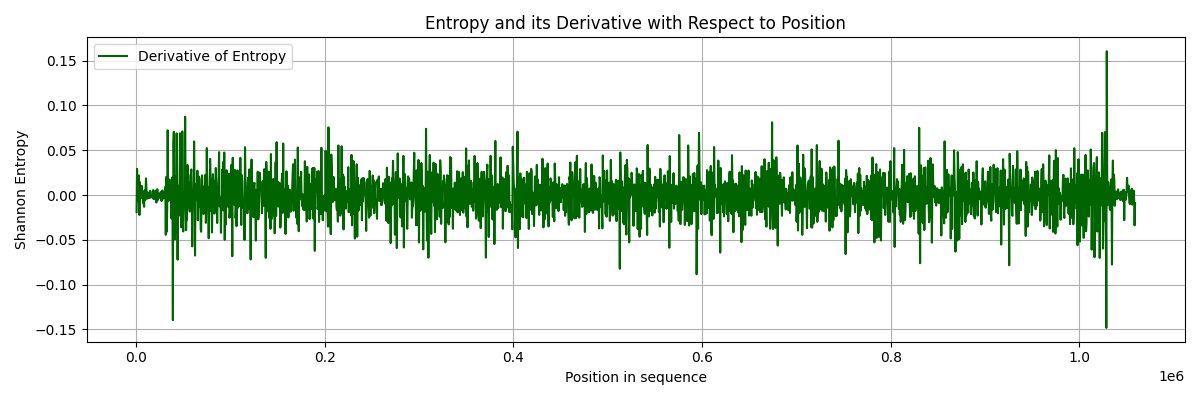 Entropy and its Derivative with Respect to Position
Derivative of Entropy
Shannon Entropy
0.15
0.10
0.05
0.00
−0.05
−0.10
−0.15
0.0 0.2 0.4 0.6 0.8 1.0
1e6
Position in sequence